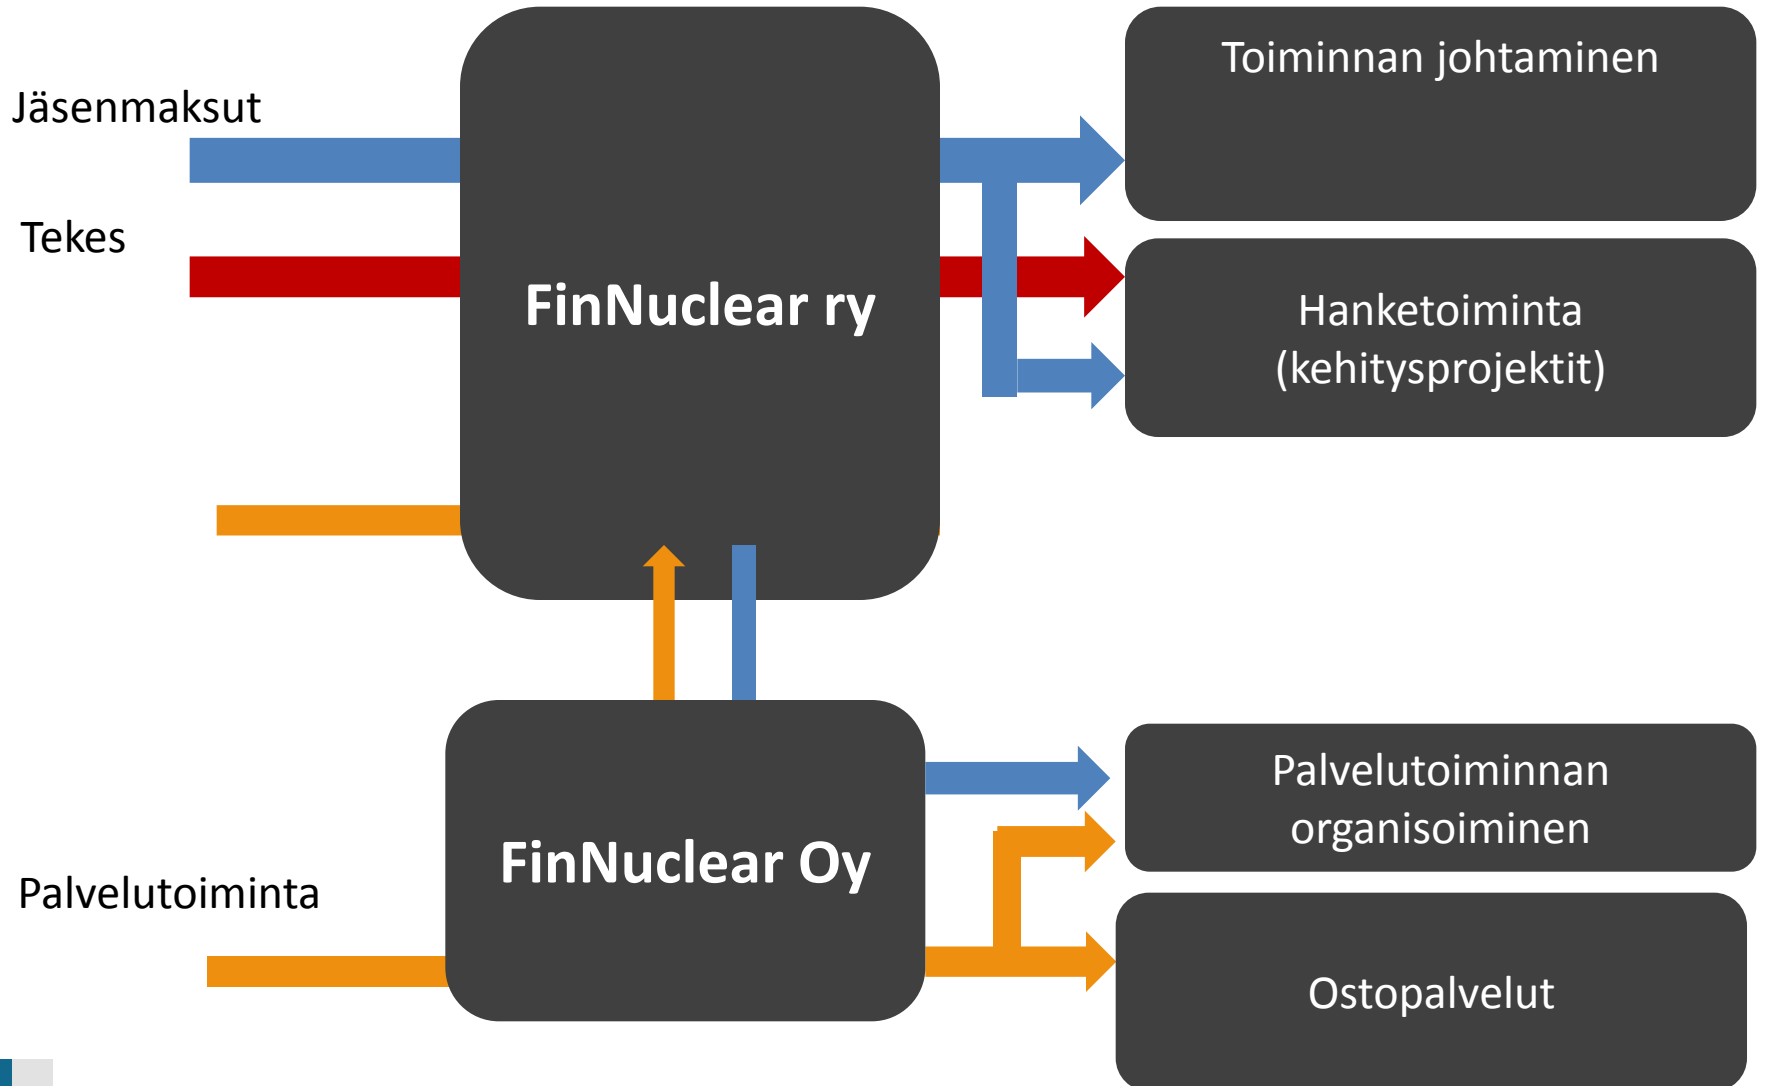 Jäsenmaksut
Tekes
FinNuclear ry
Toiminnan johtaminen
Hanketoiminta
(kehitysprojektit)
Palvelutoiminta
FinNuclear Oy
Palvelutoiminnan
organisoiminen
Ostopalvelut